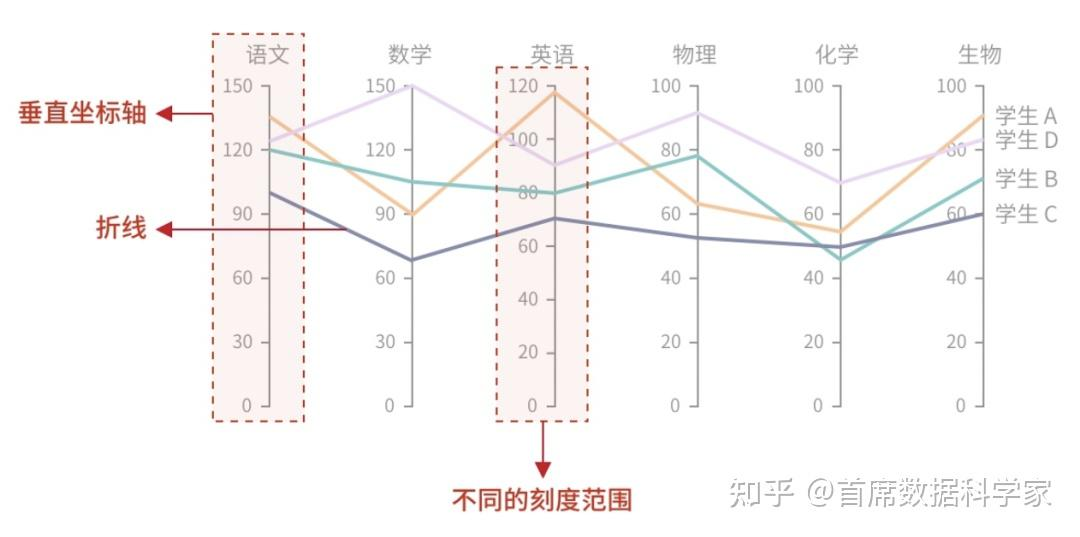 语文 数学 英语 物理 化学 生物
150 150 120 100 100 100
垂直坐标轴
学生 A
100
学生 D
120 120 80 80 80
80
学生 B
折线
90 90 60 60 60
学生 C
60
60 60 40 40 40
40
30 30 20 20 20
20
0 0 0 0 0 0
不同的刻度范围
知乎 @首席数据科学家